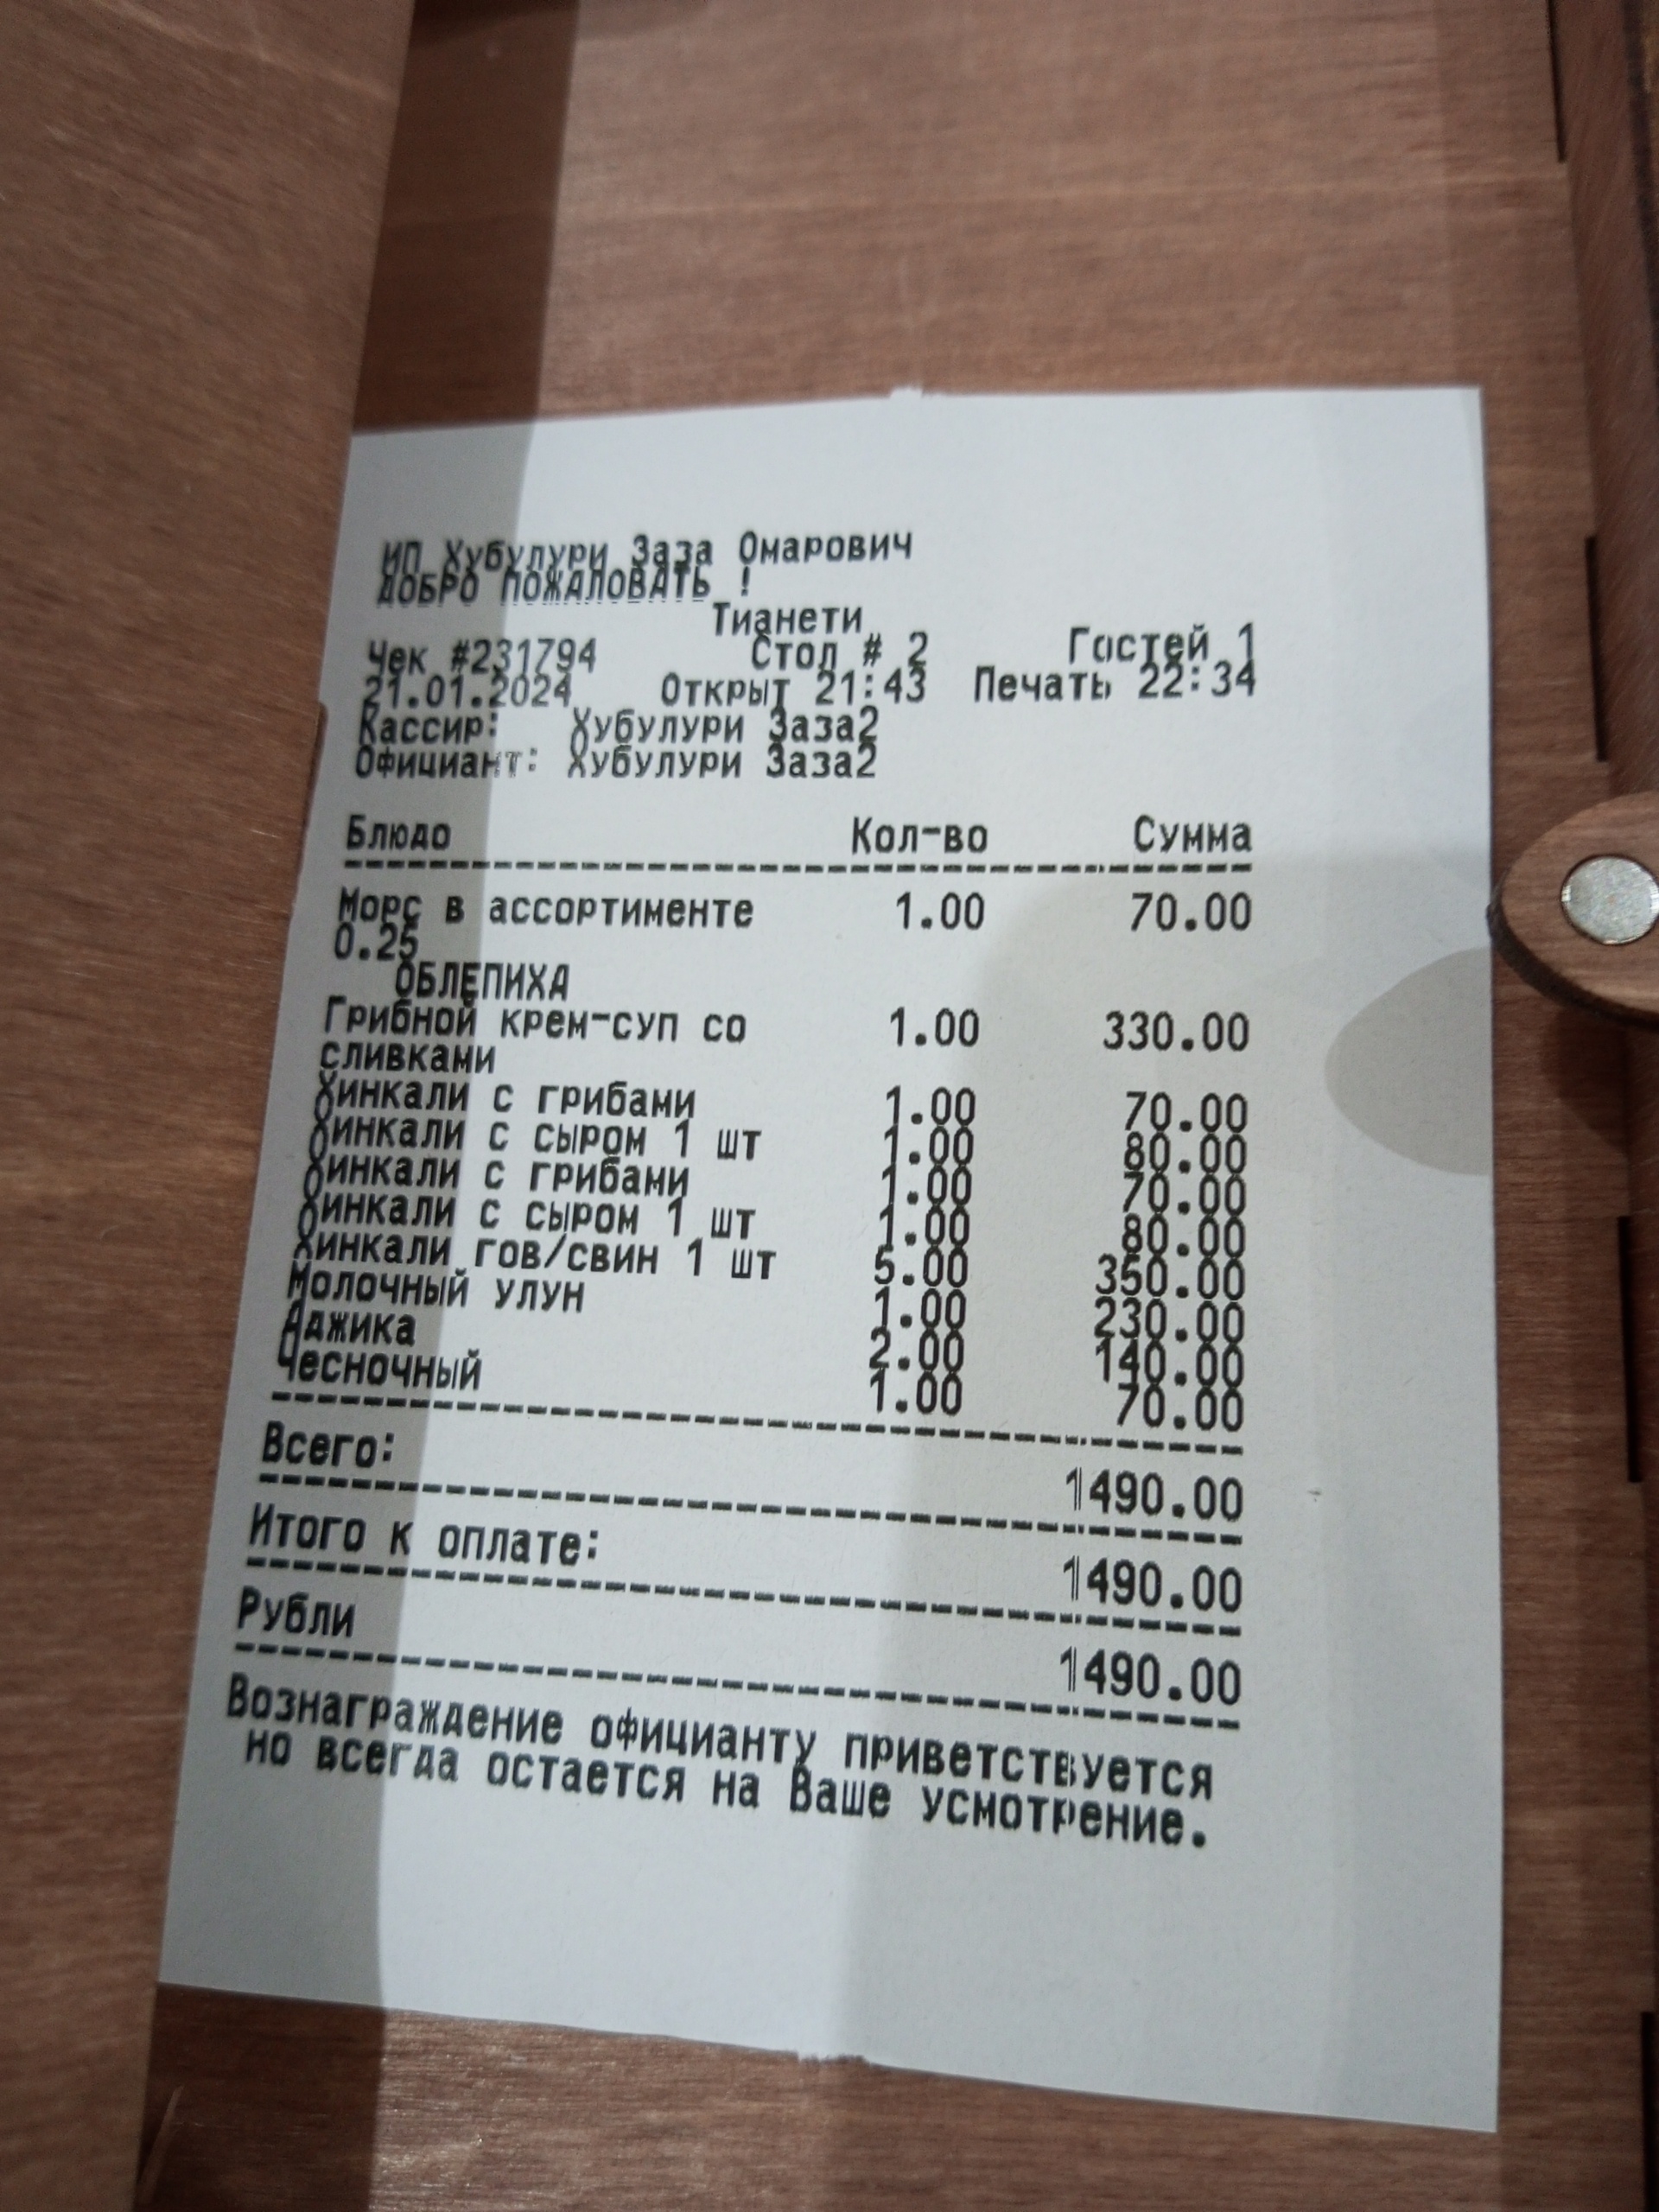 ИП Хубулури Заза Омарович
ДОБРО ПОЖАЛОВАТЬ !
Тианети
Чек #231794 Стол # 2 Гостей 1
21.01.2024 Открыт 21:43 Печать 22:34
Кассир: Хубулури Заза2
Официант: Хубулури Заза2
Блюдо Кол-во Сумма
Морс в ассортименте 1.00 70.00
0.25
ОБЛЕПИХА
Грибной крем-суп со 1.00 330.00
сливками
Хинкали с грибами 1.00 70.00
Хинкали с сыром 1 шт 1.00 80.00
Хинкали с грибами 1.00 70.00
Хинкали с сыром 1 шт 1.00 80.00
Хинкали гов/свин 1 шт 5.00 350.00
Молочный улун 1.00 230.00
Аджика 2.00 140.00
Чесночный 1.00 70.00
Всего: 1490.00
Итого к оплате: 1490.00
Рубли 1490.00
Вознаграждение официанту приветствуется
но всегда остается на Ваше усмотрение.